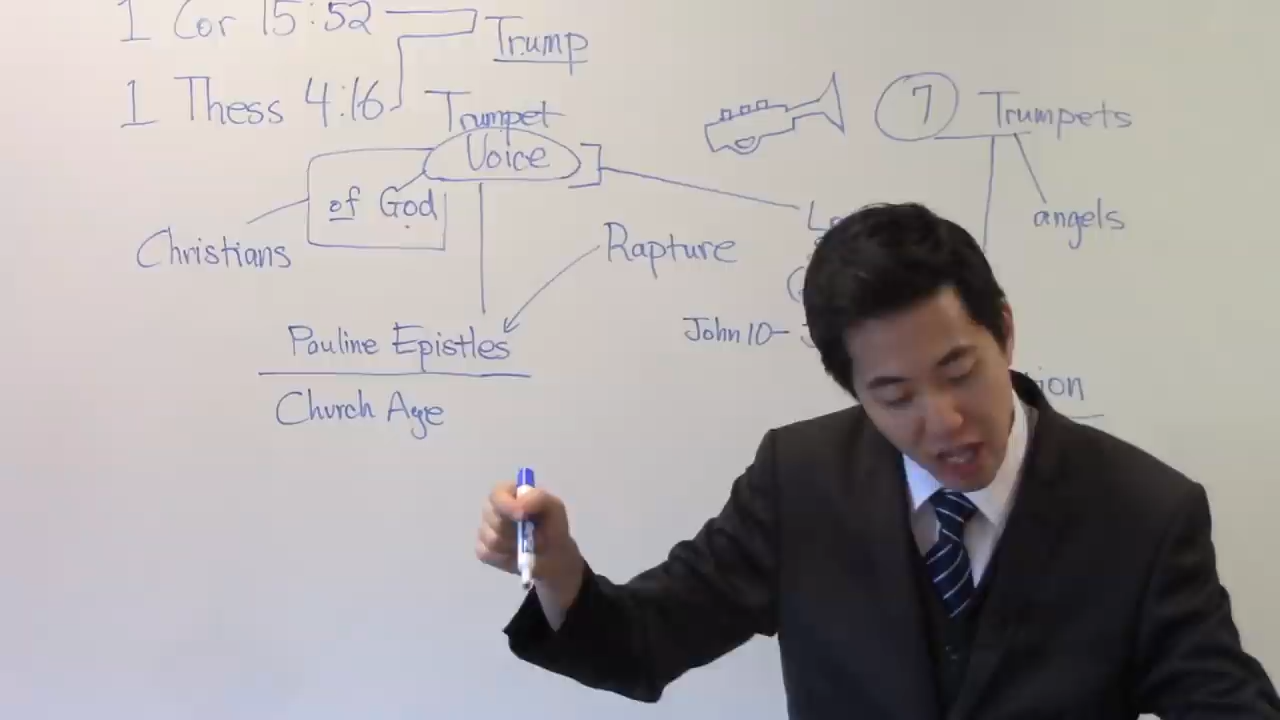 1 Cor 15:52
Trump
1 Thess 4:16
Trumpet
Voice
of God
Christians
Rapture
Pauline Epistles
Church Age
7 Trumpets
angels
John 10-